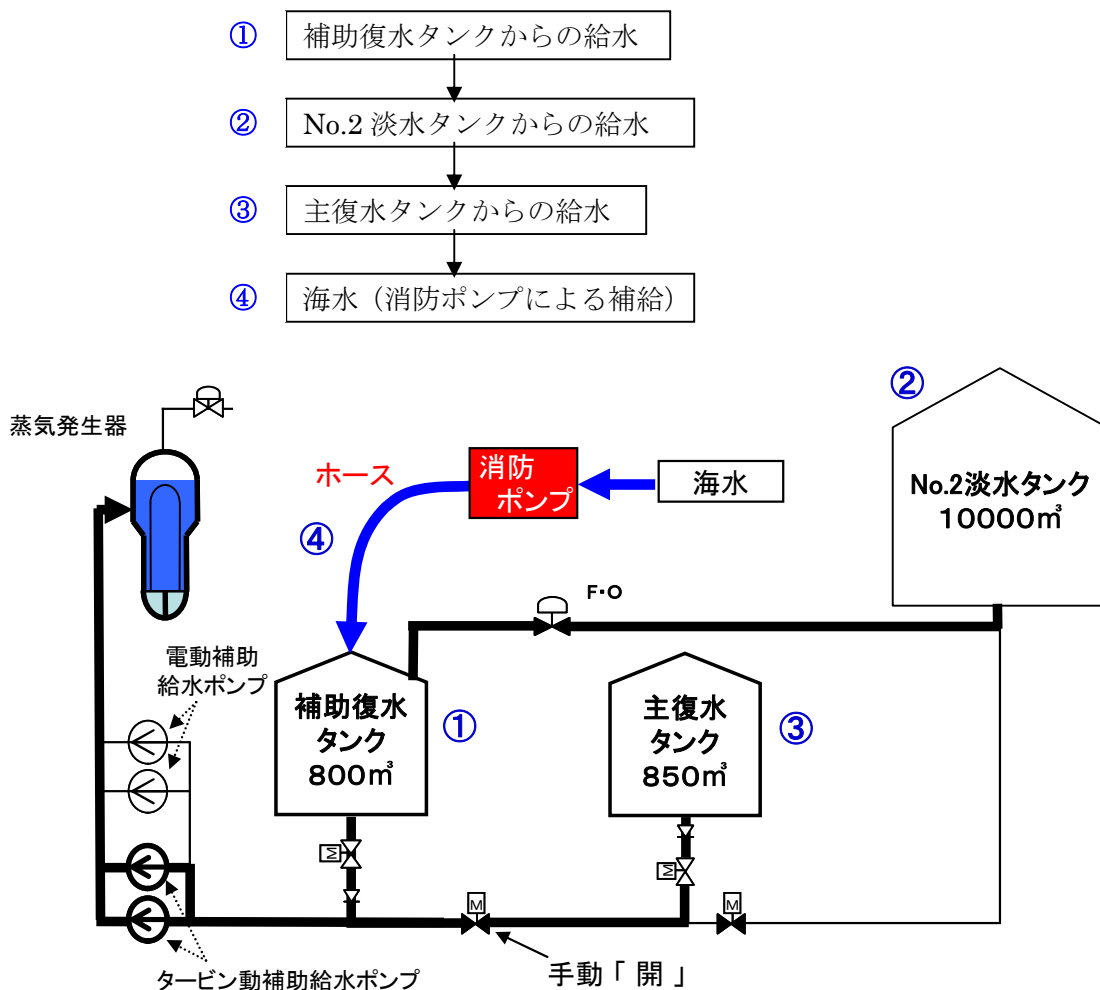 ① 補助復水タンクからの給水
② No.2 淡水タンクからの給水
③ 主復水タンクからの給水
④ 海水（消防ポンプによる補給）
②
蒸気発生器
ホース
消防
ポンプ
海水
No.2淡水タンク
10000㎥
④
F・O
電動補助
給水ポンプ
補助復水
タンク
800㎥
①
主復水
タンク
850㎥
③
M
M
M
M
手動「開」
タービン動補助給水ポンプ